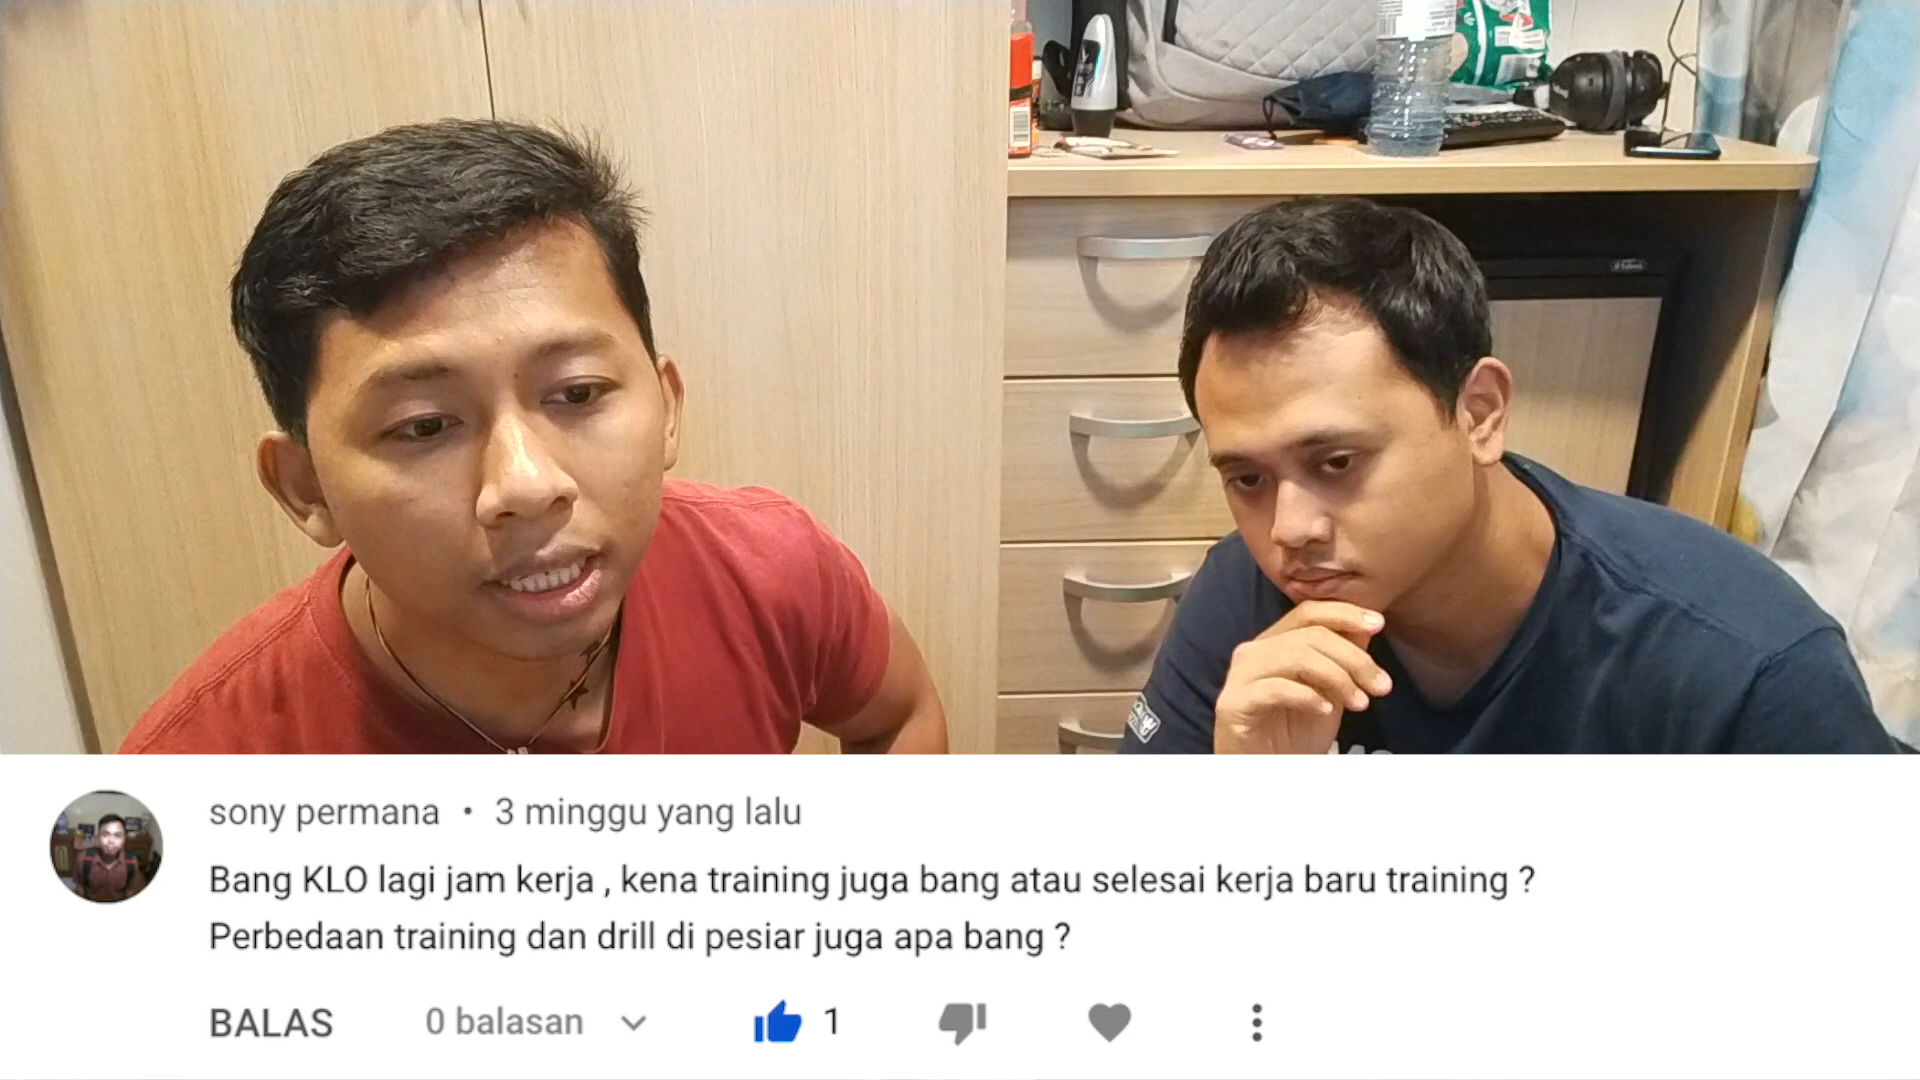 sony permana • 3 minggu yang lalu
Bang KLO lagi jam kerja , kena training juga bang atau selesai kerja baru training ?
Perbedaan training dan drill di pesiar juga apa bang ?
BALAS 0 balasan 1